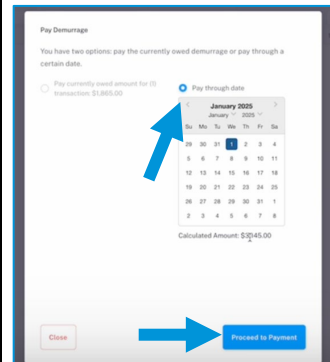 Pay Demurrage
You have two options: pay the currently owed demurrage or pay through a
certain date.
Pay currently owed amount for (1)
transaction: $1,865.00
Pay through date
January 2025
January 2025
Su Mo Tu We Th Fr Sa
29 30 31 1 2 3 4
5 6 7 8 9 10 11
12 13 14 15 16 17 18
19 20 21 22 23 24 25
26 27 28 29 30 31 1
2 3 4 5 6 7 8
Calculated Amount:
Close
Proceed to Payment